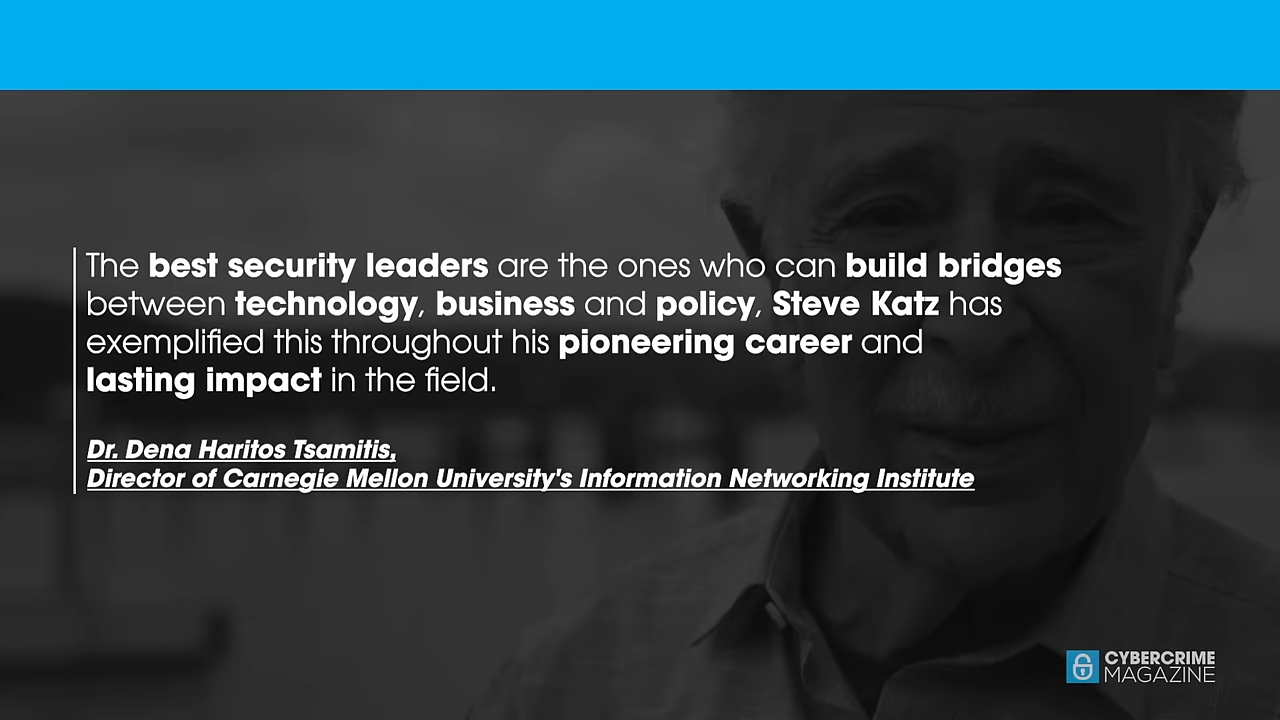 The best security leaders are the ones who can build bridges
between technology, business and policy, Steve Katz has
exemplified this throughout his pioneering career and
lasting impact in the field.
Dr. Dena Haritos Tsamitis,
Director of Carnegie Mellon University's Information Networking Institute
CYBERCRIME
MAGAZINE